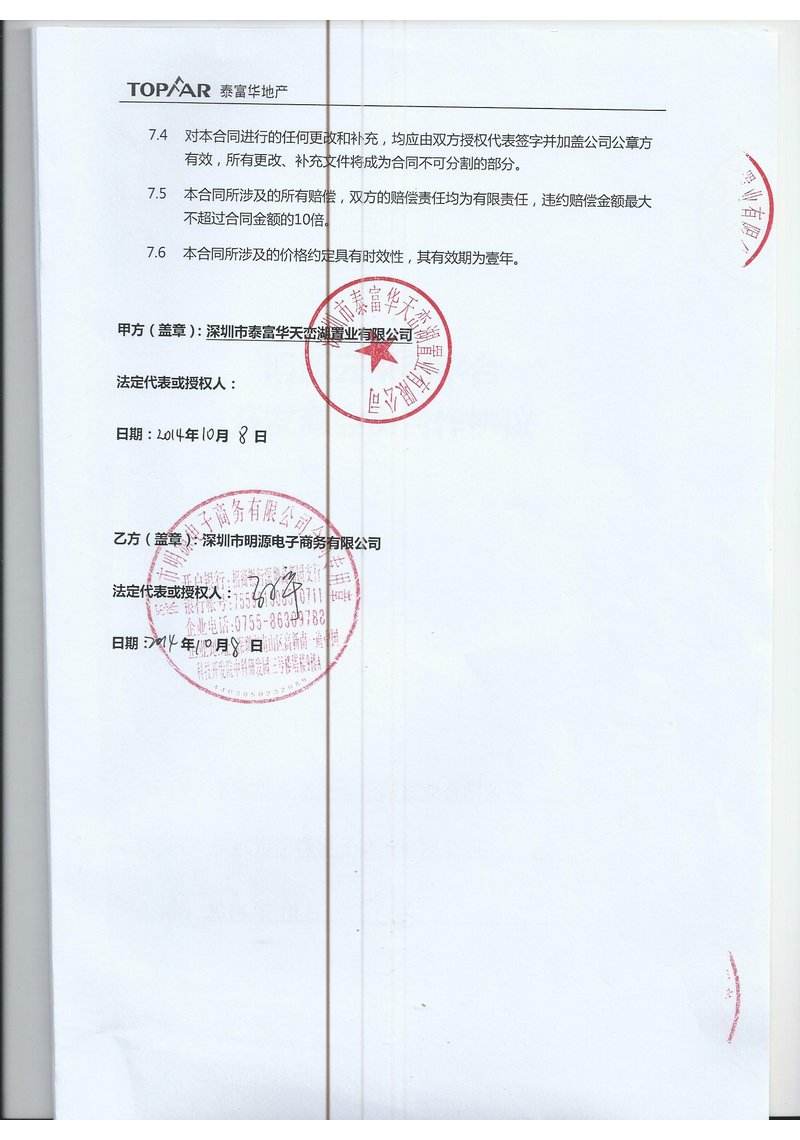 TOPFAR 泰富华地产
7.4 对本合同进行的任何更改和补充，均应由双方授权代表签字并加盖公司公章方
有效，所有更改、补充文件将成为合同不可分割的部分。
7.5 本合同所涉及的所有赔偿，双方的赔偿责任均为有限责任，违约赔偿金额最大
不超过合同金额的10倍。
7.6 本合同所涉及的价格约定具有时效性，其有效期为壹年。
业有限
深圳市泰富华天峦湖置业有限公司
甲方（盖章）：深圳市泰富华天峦湖置业有限公司
法定代表或授权人：
日期：2014年10月8日
深圳市明源电子商务有限公司合同专用章
乙方（盖章）：深圳市明源电子商务有限公司
开户银行：招商银行
法定代表或授权人：
银行账号：
企业电话：0755-86309782
日期：2014年10月8日